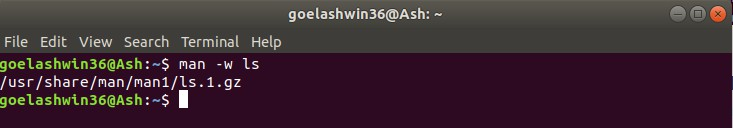 goelashwin36@Ash: ~
File Edit View Search Terminal Help
goelashwin36@Ash:~$ man -w ls
/usr/share/man/man1/ls.1.gz
goelashwin36@Ash:~$